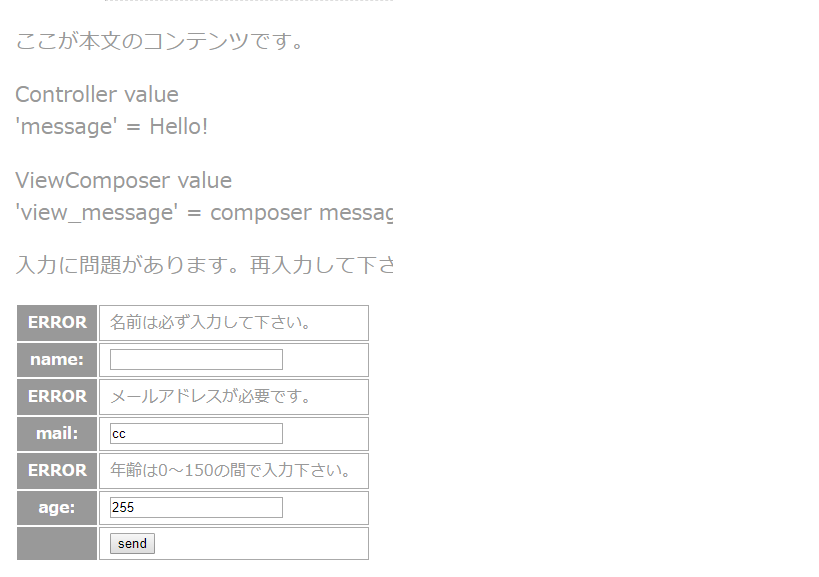 ここが本文のコンテンツです。
Controller value
'message' = Hello!
ViewComposer value
'view_message' = composer
入力に問題があります。再入力して下さ
ERROR 名前は必ず入力して下さい。
name:
ERROR メールアドレスが必要です。
mail: cc
ERROR 年齢は0～150の間で入力下さい。
age: 255
send